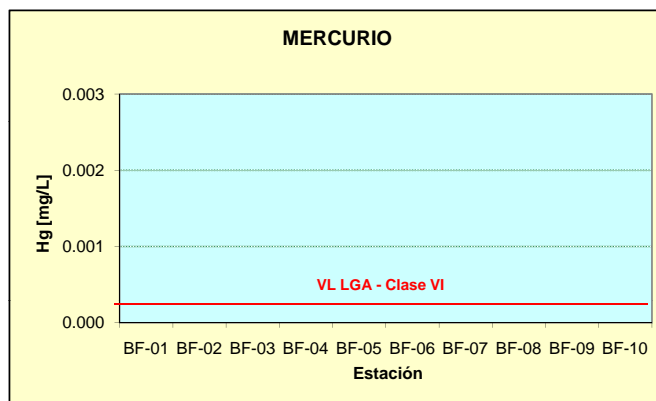 MERCURIO
0.003
0.002
0.001
0.000
Hg [mg/L]
VL LGA - Clase VI
BF-01 BF-02 BF-03 BF-04 BF-05 BF-06 BF-07 BF-08 BF-09 BF-10
Estación